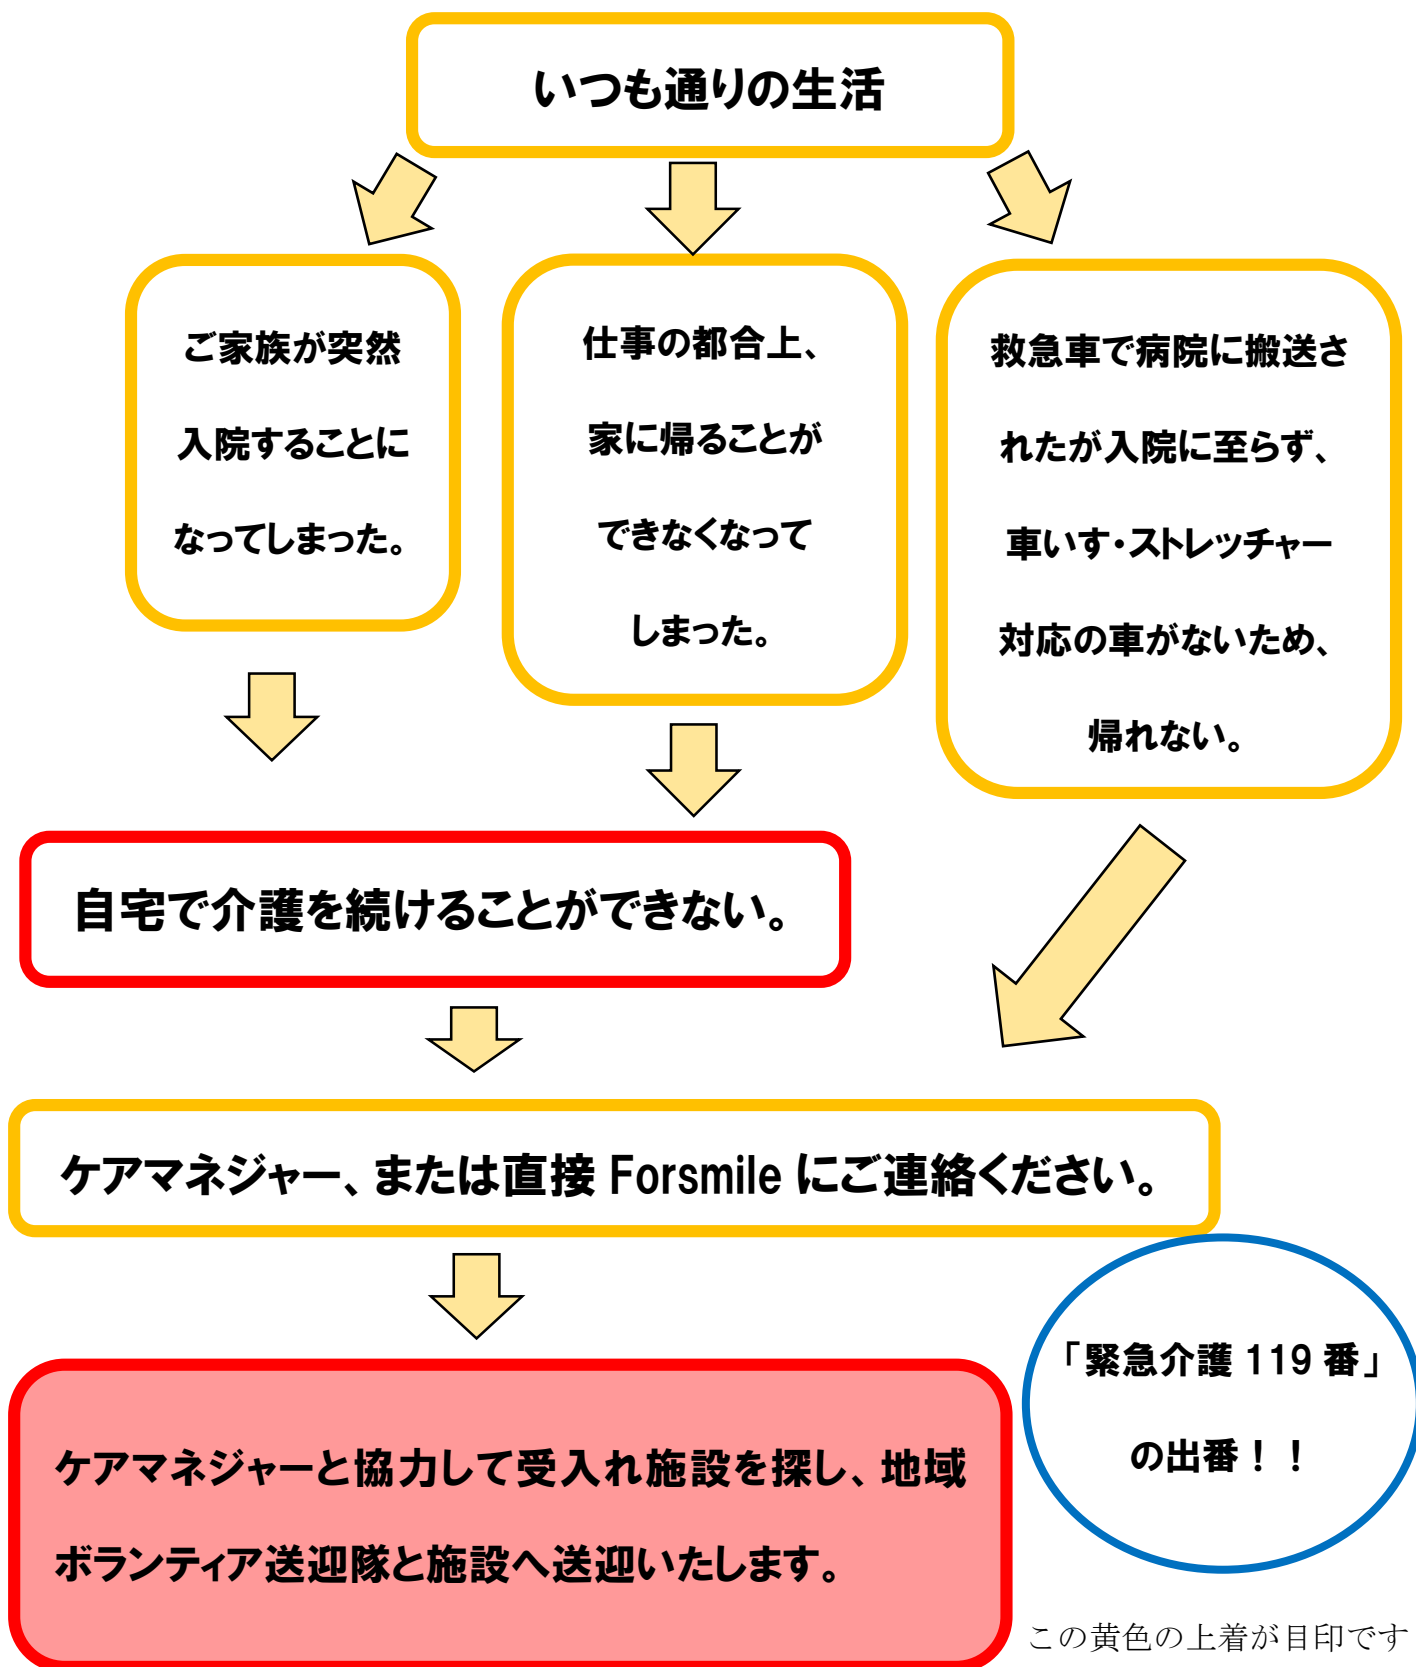 いつも通りの生活
ご家族が突然
入院することに
なってしまった。
仕事の都合上、
家に帰ることが
できなくなって
しまった。
救急車で病院に搬送さ
れたが入院に至らず、
車いす・ストレッチャー
対応の車がないため、
帰れない。
自宅で介護を続けることができない。
ケアマネジャー、または直接 Forsmile にご連絡ください。
「緊急介護 119 番」
の出番！！
ケアマネジャーと協力して受入れ施設を探し、地域
ボランティア送迎隊と施設へ送迎いたします。
この黄色の上着が目印です